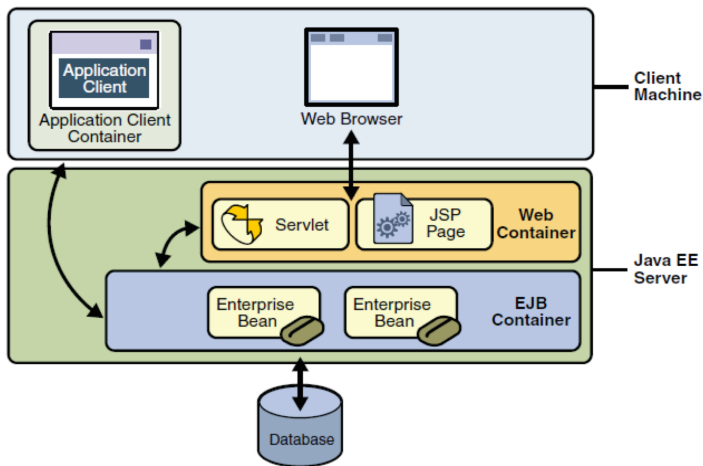 Application
Client
Application Client
Container
Web Browser
Client
Machine
Servlet
JSP
Page
Web
Container
Java EE
Server
Enterprise
Bean
Enterprise
Bean
EJB
Container
Database